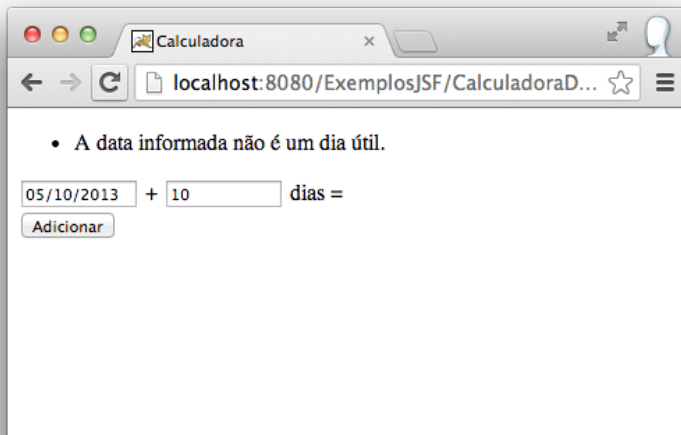 Calculadora
localhost:8080/ExemplosJSF/CalculadoraD...
• A data informada não é um dia útil.
05/10/2013 + 10 dias =
Adicionar